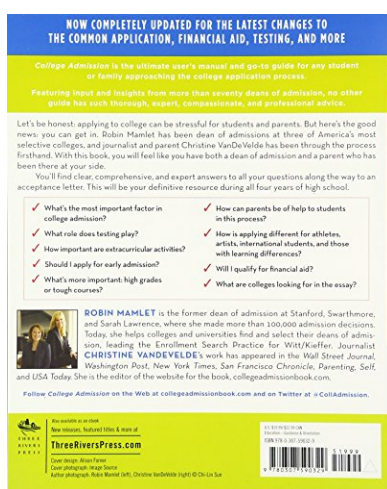 NOW COMPLETELY UPDATED FOR THE LATEST CHANGES TO
THE COMMON APPLICATION, FINANCIAL AID, TESTING, AND MORE
College Admission is the ultimate user's manual and go-to guide for any student
or family approaching the college application process.
Featuring input and insights from more than seventy deans of admission, no other
guide has such thorough, expert, compassionate, and professional advice.
Let's be honest: applying to college can be stressful for students and parents. But here's the good
news: you can get in. Robin Mamlet has been dean of admissions at three of America's most
selective colleges, and journalist and parent Christine VanDeVelde has been through the process
firsthand. With this book, you will feel like you have both a dean of admission and a parent who has
been there at your side.
You'll find clear, comprehensive, and expert answers to all your questions along the way to an
acceptance letter. This will be your definitive resource during all four years of high school.
✓ What's the most important factor in
college admission?
✓ What role does testing play?
✓ How important are extracurricular activities?
✓ Should I apply for early admission?
✓ What's more important: high grades
or tough courses?
✓ How can parents be of help to students
in this process?
✓ How is applying different for athletes,
artists, international students, and those
with learning differences?
✓ Will I qualify for financial aid?
✓ What are colleges looking for in the essay?
ROBIN MAMLET is the former dean of admission at Stanford, Swarthmore,
and Sarah Lawrence, where she made more than 100,000 admission decisions.
Today, she helps colleges and universities find and select their deans of admis-
sion, leading the Enrollment Search Practice for Witt/Kieffer. Journalist
CHRISTINE VANDEVELDE's work has appeared in the Wall Street Journal,
Washington Post, New York Times, San Francisco Chronicle, Parenting, Self,
and USA Today. She is the editor of the website for the book, collegeadmissionbook.com.
Follow College Admission on the Web at collegeadmissionbook.com and on Twitter at @CollAdmission.
THREE
RIVERS
PRESS
Also available as an ebook
New releases, featured titles & more at
ThreeRiversPress.com
Cover design: Alison Forner
Cover photograph: Image Source
Author photograph: Robin Mamlet (left), Christine VanDeVelde (right) © Chi-Lin Sun
ISBN 978-0-307-59032-9
51999
9 780307 590329